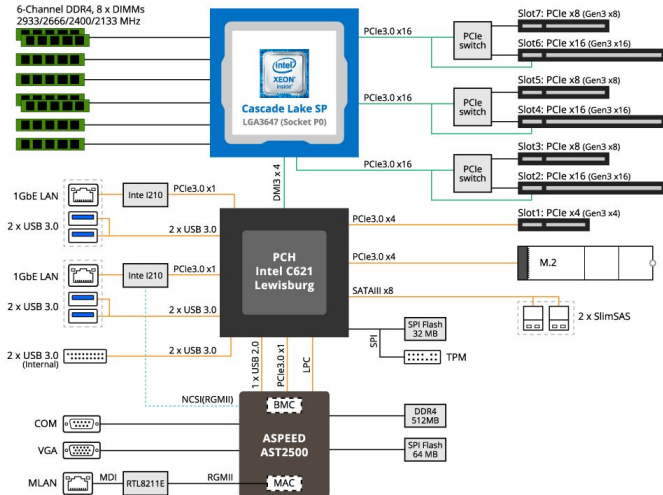 6-Channel DDR4, 8 x DIMMs
2933/2666/2400/2133 MHz
intel
XEON
inside
Cascade Lake SP
LGA3647 (Socket P0)
PCIe3.0 x16
PCIe
switch
Slot7: PCIe x8 (Gen3 x8)
Slot6: PCIe x16 (Gen3 x16)
PCIe3.0 x16
PCIe
switch
Slot5: PCIe x8 (Gen3 x8)
Slot4: PCIe x16 (Gen3 x16)
PCIe3.0 x16
PCIe
switch
Slot3: PCIe x8 (Gen3 x8)
Slot2: PCIe x16 (Gen3 x16)
DMI3 x 4
1GbE LAN
Inte I210
PCIe3.0 x1
2 x USB 3.0
2 x USB 3.0
1GbE LAN
Inte I210
PCIe3.0 x1
2 x USB 3.0
2 x USB 3.0
2 x USB 3.0
(Internal)
2 x USB 3.0
PCH
Intel C621
Lewisburg
PCIe3.0 x4
Slot1: PCIe x4 (Gen3 x4)
PCIe3.0 x4
M.2
SATAIII x8
2 x SlimSAS
SPI
SPI Flash
32 MB
TPM
1 x USB 2.0
PCIe3.0 x1
LPC
NCSI(RGMII)
BMC
ASPEED
AST2500
MAC
DDR4
512MB
SPI Flash
64 MB
COM
VGA
MLAN
MDI
RTL8211E
RGMII